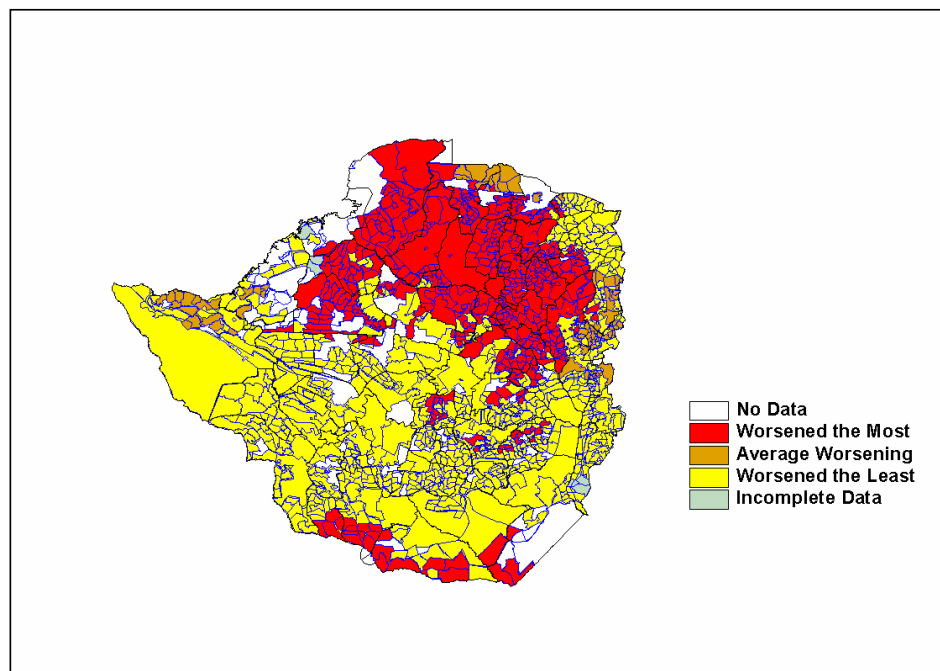 No Data
Worsened the Most
Average Worsening
Worsened the Least
Incomplete Data